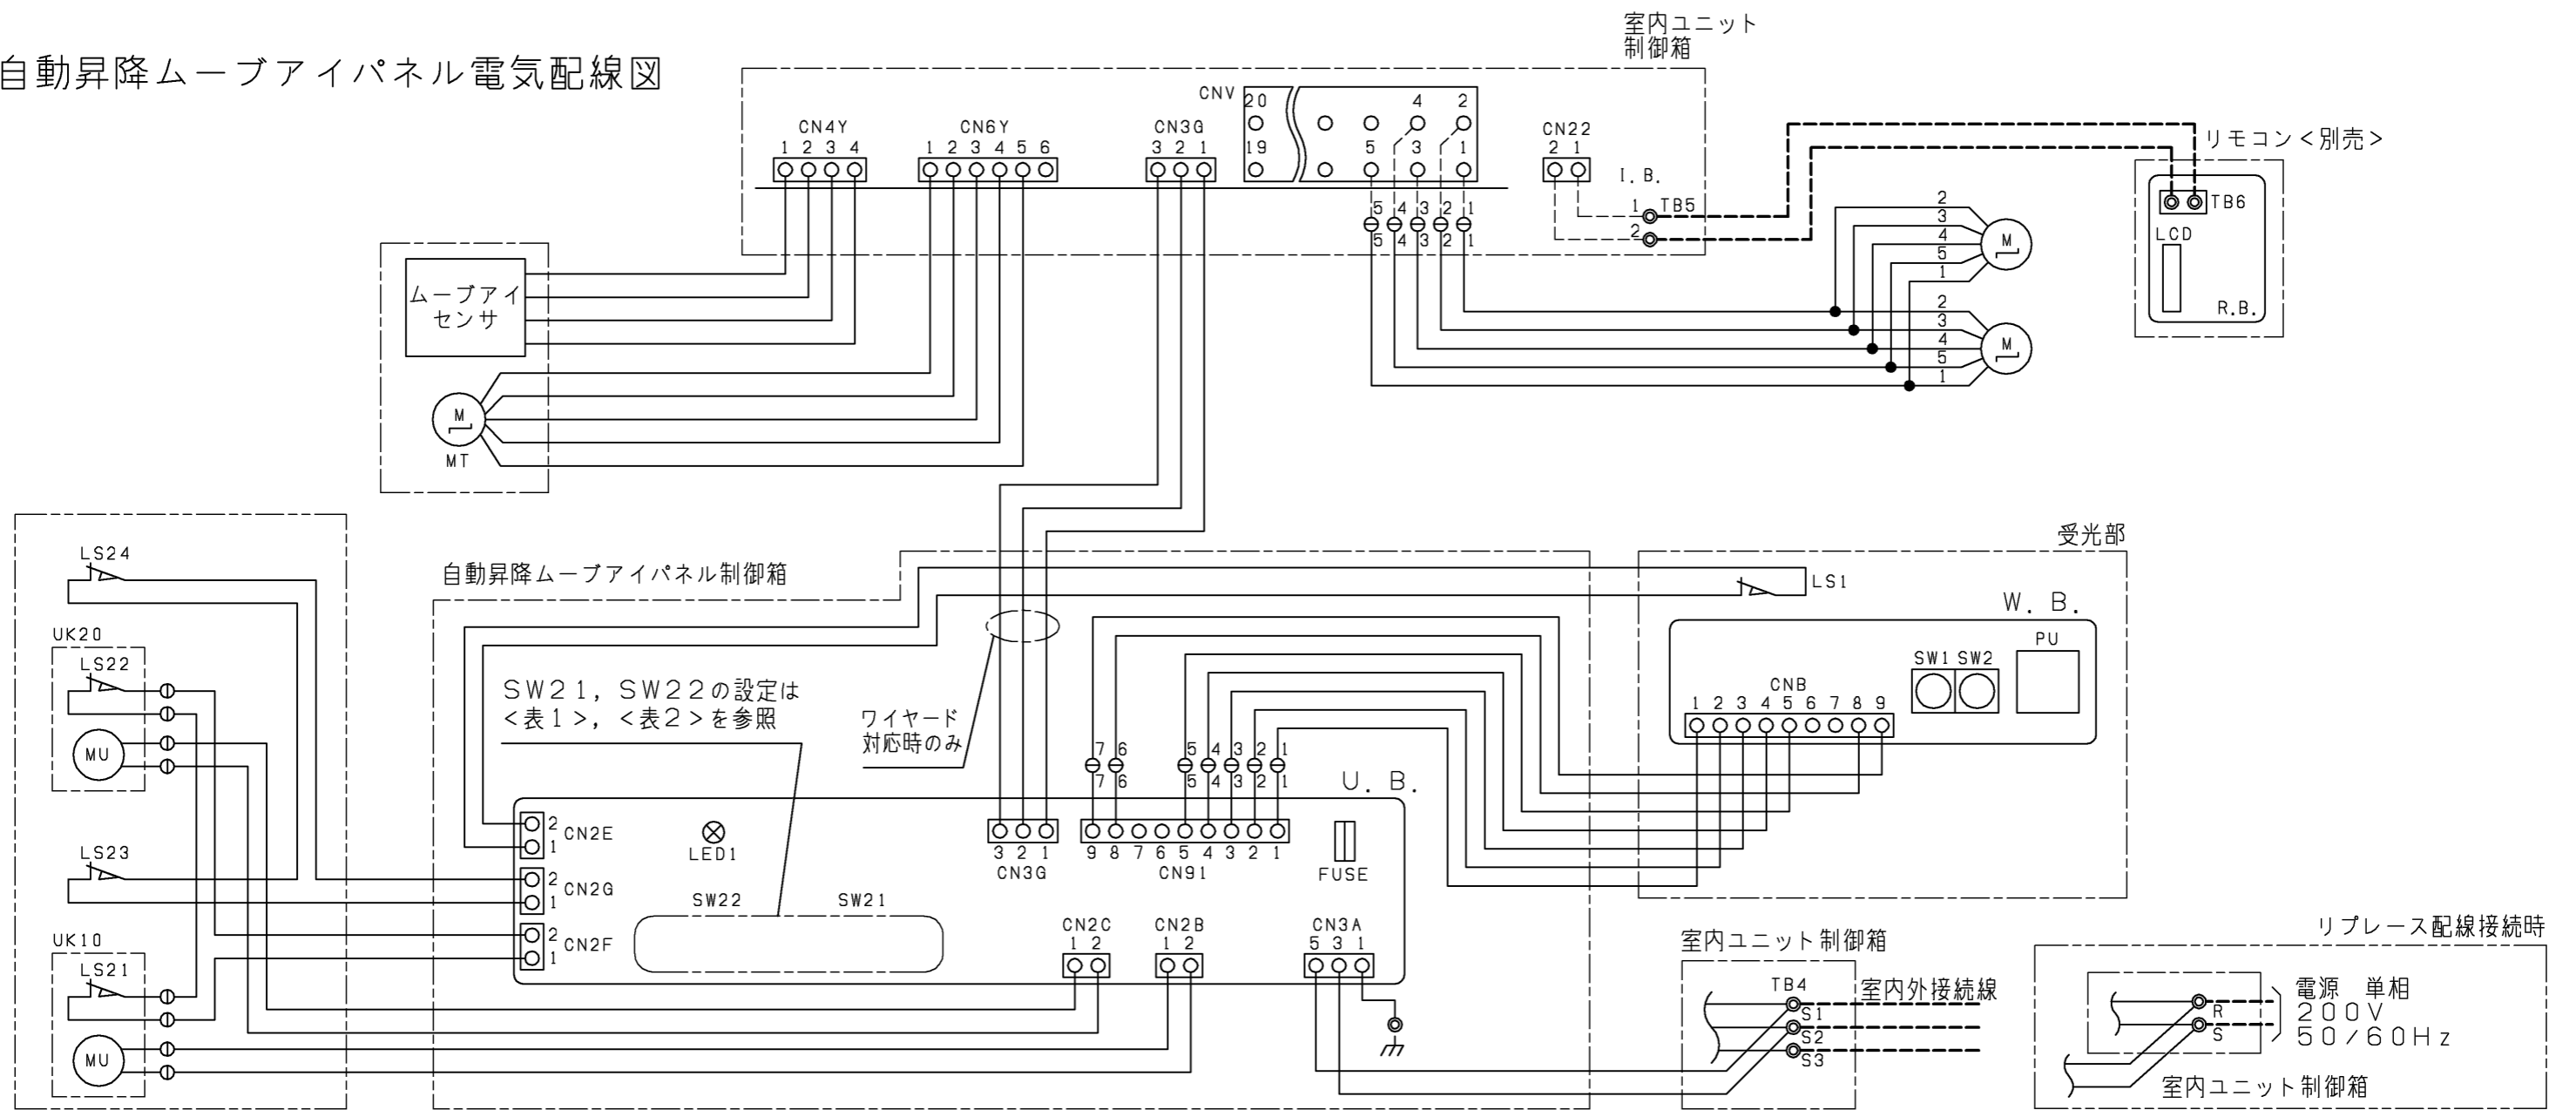 自動昇降ムーブアイパネル電気配線図
室内ユニット
制御箱
CN4Y
1 2 3 4
CN6Y
1 2 3 4 5 6
CN3G
3 2 1
CNV
20 4 2
19 5 3 1
CN22
2 1
I.B.
1 TB5
2
5 4 3 2 1
5 4 3 2 1
リモコン<別売>
TB6
LCD
R.B.
2
3
4
5
1
M
2
3
4
5
1
M
ムーブアイ
センサ
M
MT
LS24
UK20
LS22
MU
LS23
UK10
LS21
MU
自動昇降ムーブアイパネル制御箱
SW21, SW22の設定は
<表1>, <表2>を参照
ワイヤード
対応時のみ
7 6 5 4 3 2 1
7 6 5 4 3 2 1
U.B.
2 CN2E
1
2 CN2G
1
2 CN2F
1
LED1
SW22 SW21
3 2 1
CN3G
9 8 7 6 5 4 3 2 1
CN91
FUSE
CN2C
1 2
CN2B
1 2
CN3A
5 3 1
受光部
LS1
W.B.
PU
SW1 SW2
CNB
1 2 3 4 5 6 7 8 9
室内ユニット制御箱
TB4
室内外接続線
S1
S2
S3
リプレース配線接続時
R
S
電源 単相
200V
50/60Hz
室内ユニット制御箱